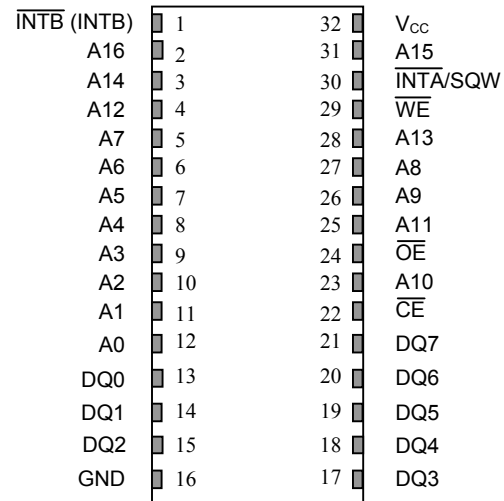 INTB (INTB) 1 32 VCC
A16 2 31 A15
A14 3 30 INTA/SQW
A12 4 29 WE
A7 5 28 A13
A6 6 27 A8
A5 7 26 A9
A4 8 25 A11
A3 9 24 OE
A2 10 23 A10
A1 11 22 CE
A0 12 21 DQ7
DQ0 13 20 DQ6
DQ1 14 19 DQ5
DQ2 15 18 DQ4
GND 16 17 DQ3